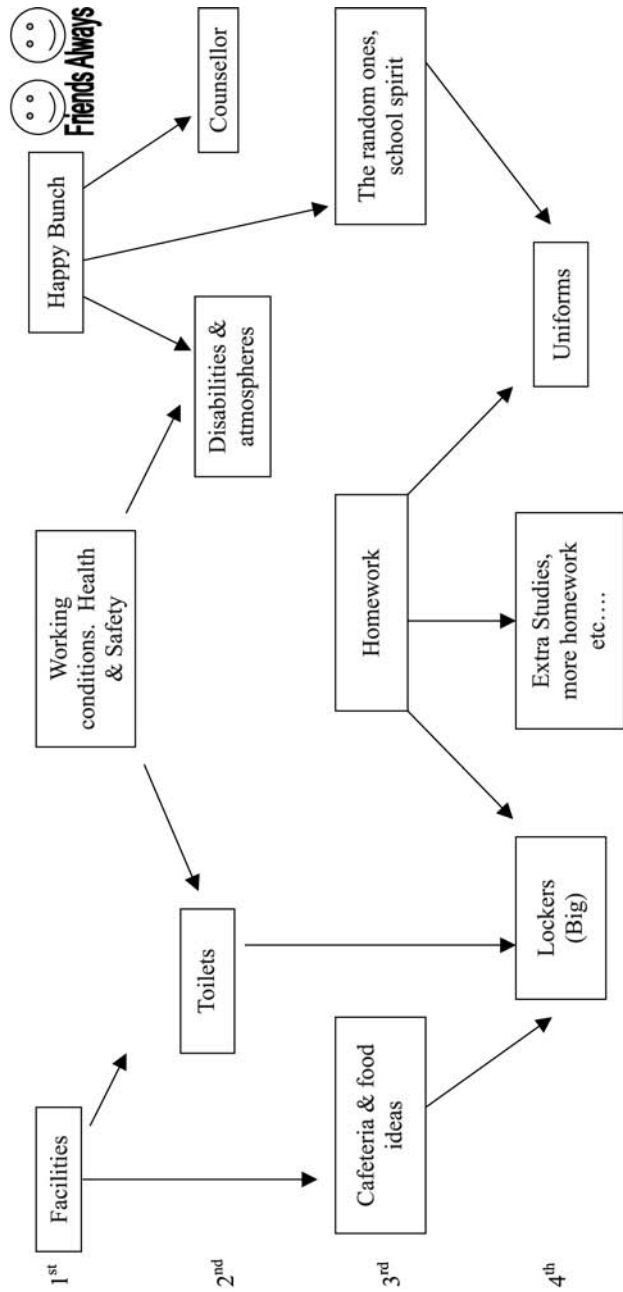 1st
Facilities
Working
conditions. Health
& Safety
Happy Bunch
Friends Always
2nd
Toilets
Disabilities &
atmospheres
Counsellor
3rd
Cafeteria & food
ideas
Homework
The random ones,
school spirit
4th
Lockers
(Big)
Extra Studies,
more homework
etc….
Uniforms